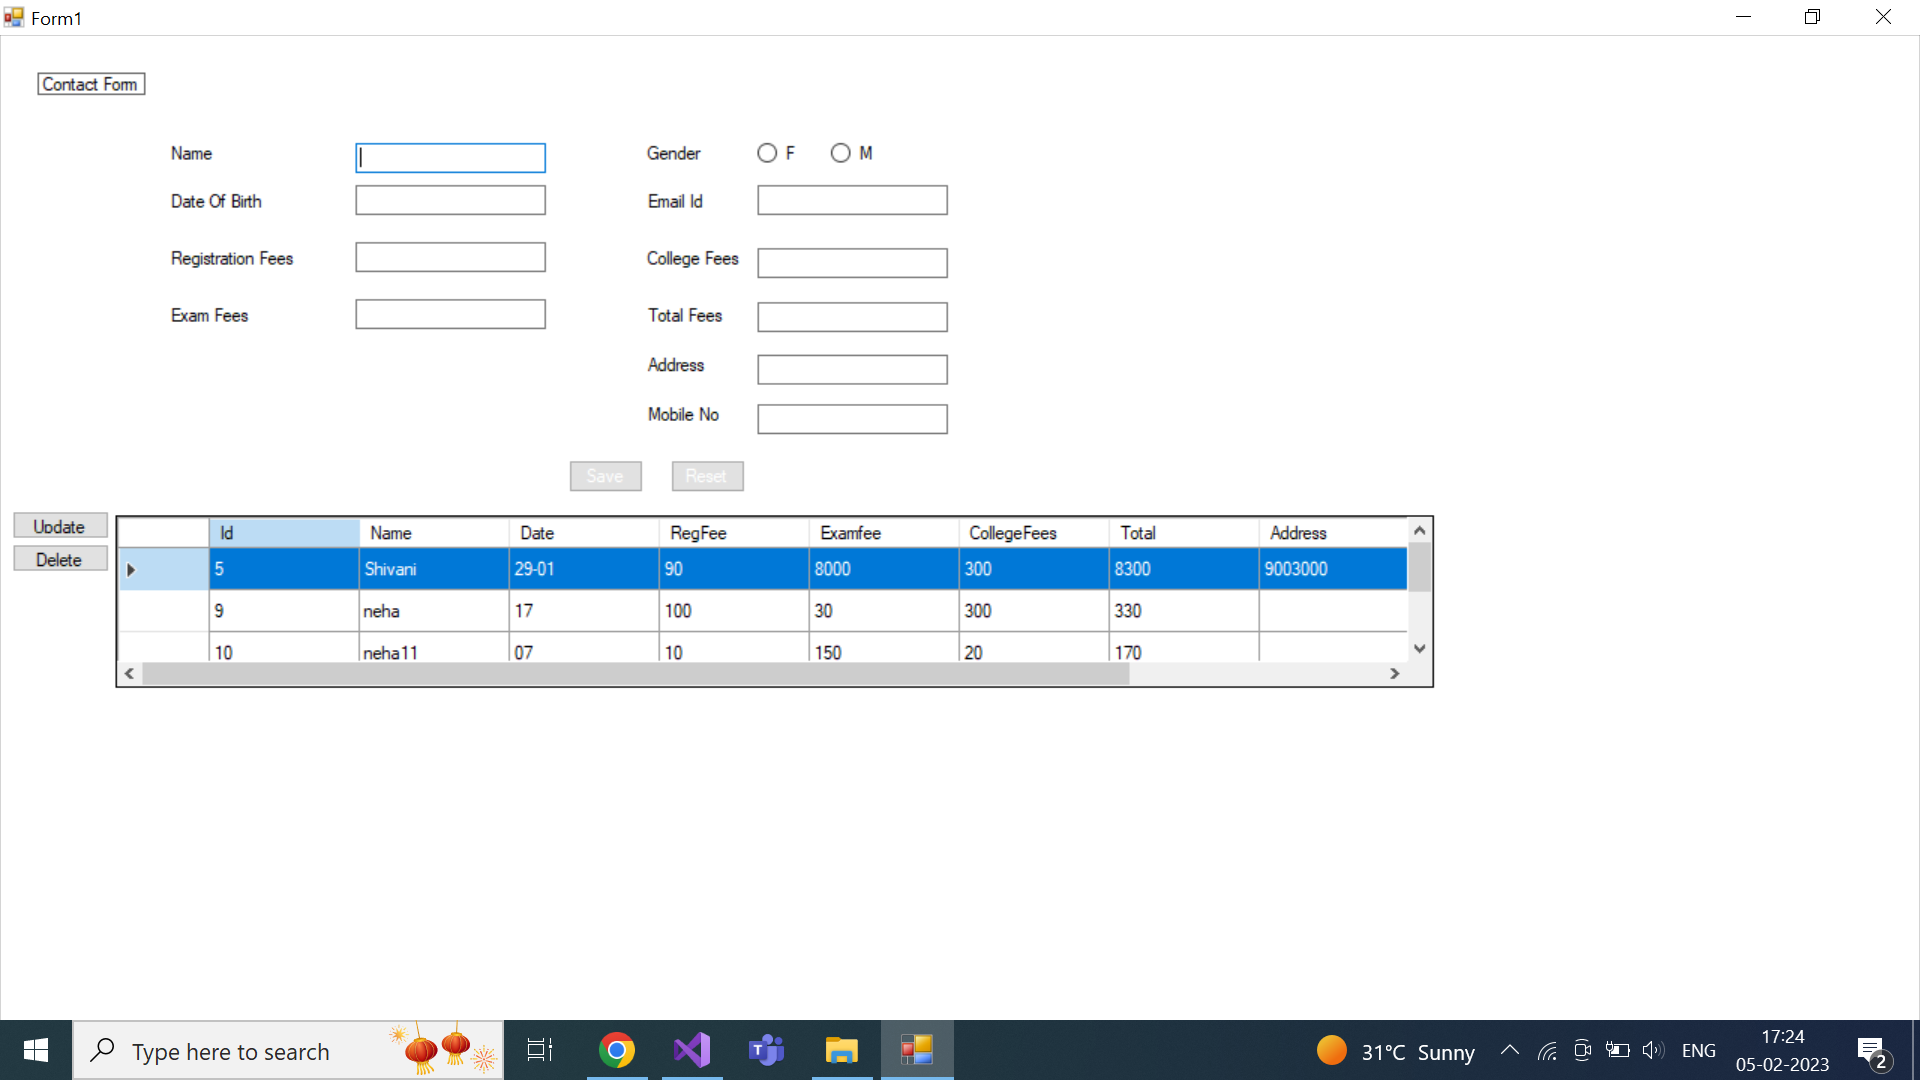 Form1
Contact Form
Name Gender F M
Date Of Birth Email Id
Registration Fees College Fees
Exam Fees Total Fees
Address
Mobile No
Save Reset
Update
Delete
Id Name Date RegFee Examfee CollegeFees Total Address
5 Shivani 29-01 90 8000 300 8300 9003000
9 neha 17 100 30 300 330
10 neha11 07 10 150 20 170
Type here to search 31°C Sunny ENG 17:24
05-02-2023
2